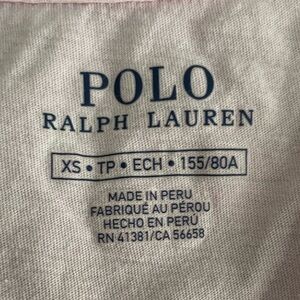 POLO
RALPH LAUREN
XS • TP • ECH • 155/80A
MADE IN PERU
FABRIQUÉ AU PÉROU
HECHO EN PERÚ
RN 41381/CA 56658